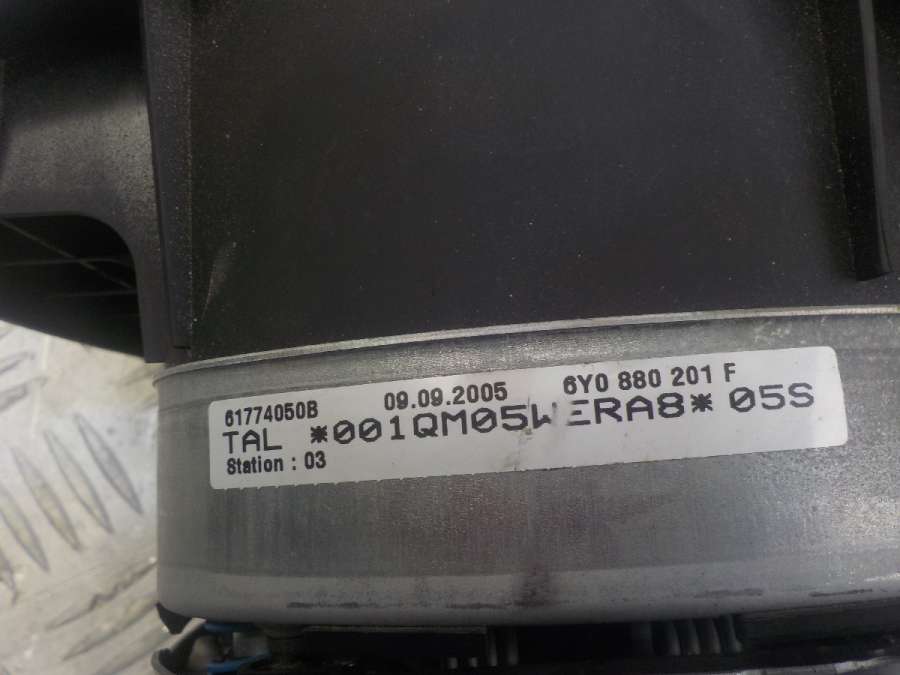 61774050B 09.09.2005 6Y0 880 201 F
TAL *001QM05WERA8* 05S
Station : 03